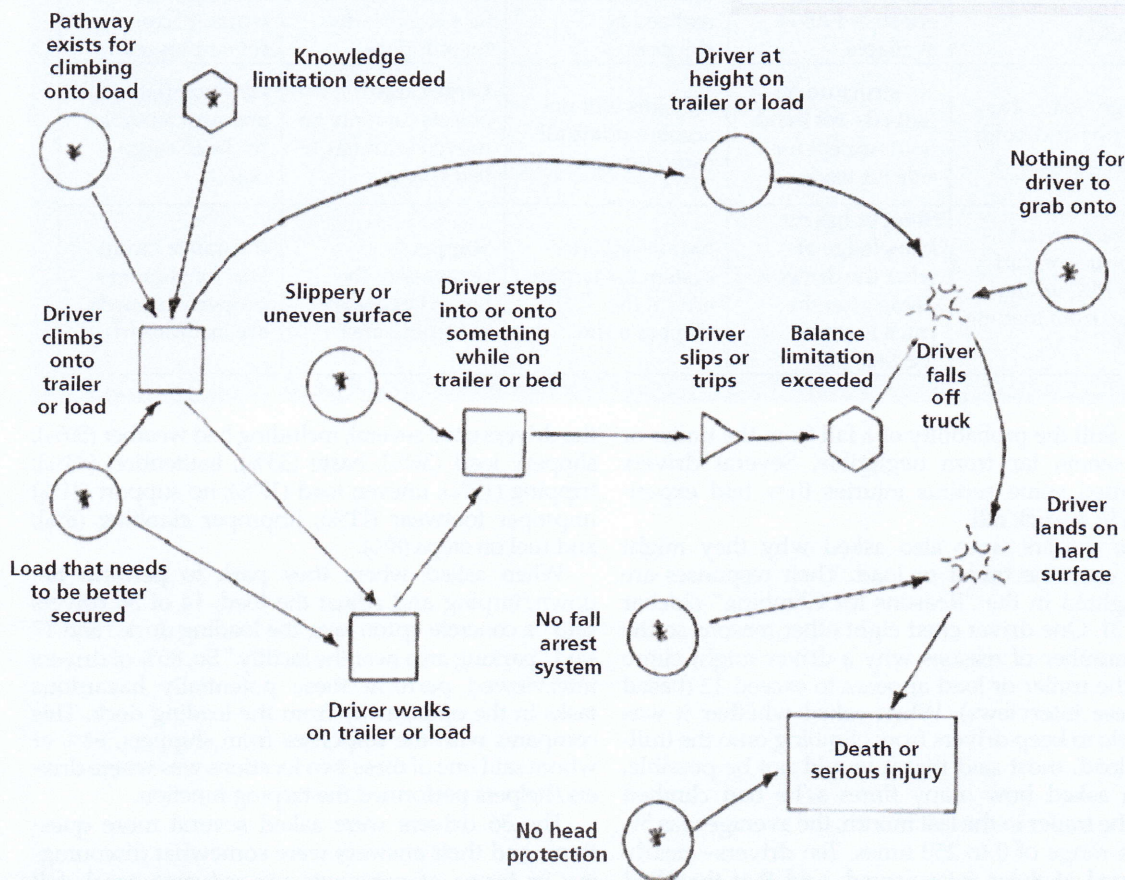 Pathway
exists for
climbing
onto load
Knowledge
limitation exceeded
Driver at
height on
trailer or load
Nothing for
driver to
grab onto
Driver
climbs
onto
trailer
or load
Slippery or
uneven surface
Driver steps
into or onto
something
while on
trailer or bed
Driver
slips or
trips
Balance
limitation
exceeded
Driver
falls
off
truck
Load that needs
to be better
secured
Driver walks
on trailer or load
No fall
arrest
system
Driver
lands on
hard
surface
Death or
serious injury
No head
protection